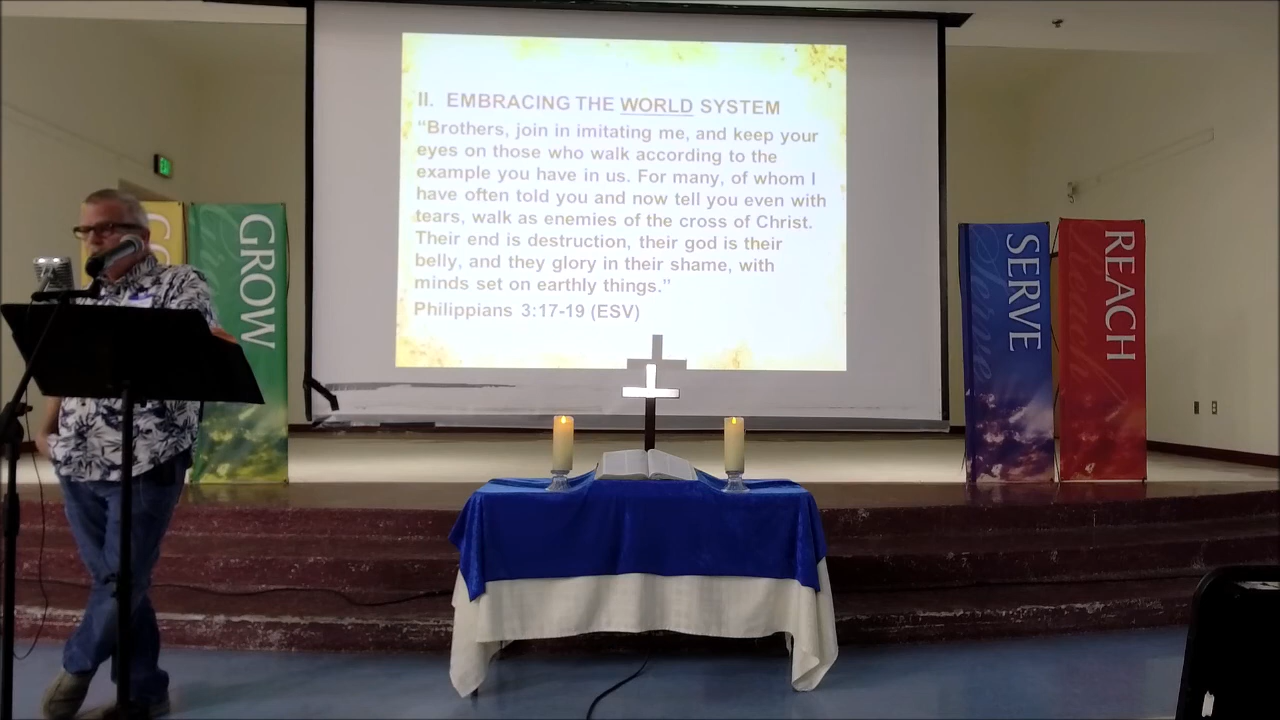 II. EMBRACING THE WORLD SYSTEM
“Brothers, join in imitating me, and keep your
eyes on those who walk according to the
example you have in us. For many, of whom I
have often told you and now tell you even with
tears, walk as enemies of the cross of Christ.
Their end is destruction, their god is their
belly, and they glory in their shame, with
minds set on earthly things.”
Philippians 3:17-19 (ESV)
GROW
SERVE
Serve
REACH